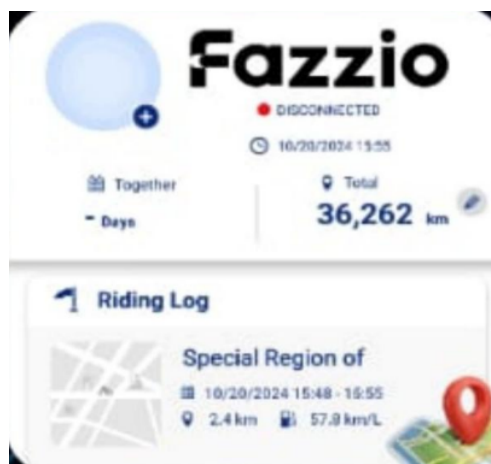 Fazzio
DISCONNECTED
10/20/2024 15:55
Together
Total
- Days
36,262 km
Riding Log
Special Region of
10/20/2024 15:48 - 15:55
2.4 km 57.8 km/L